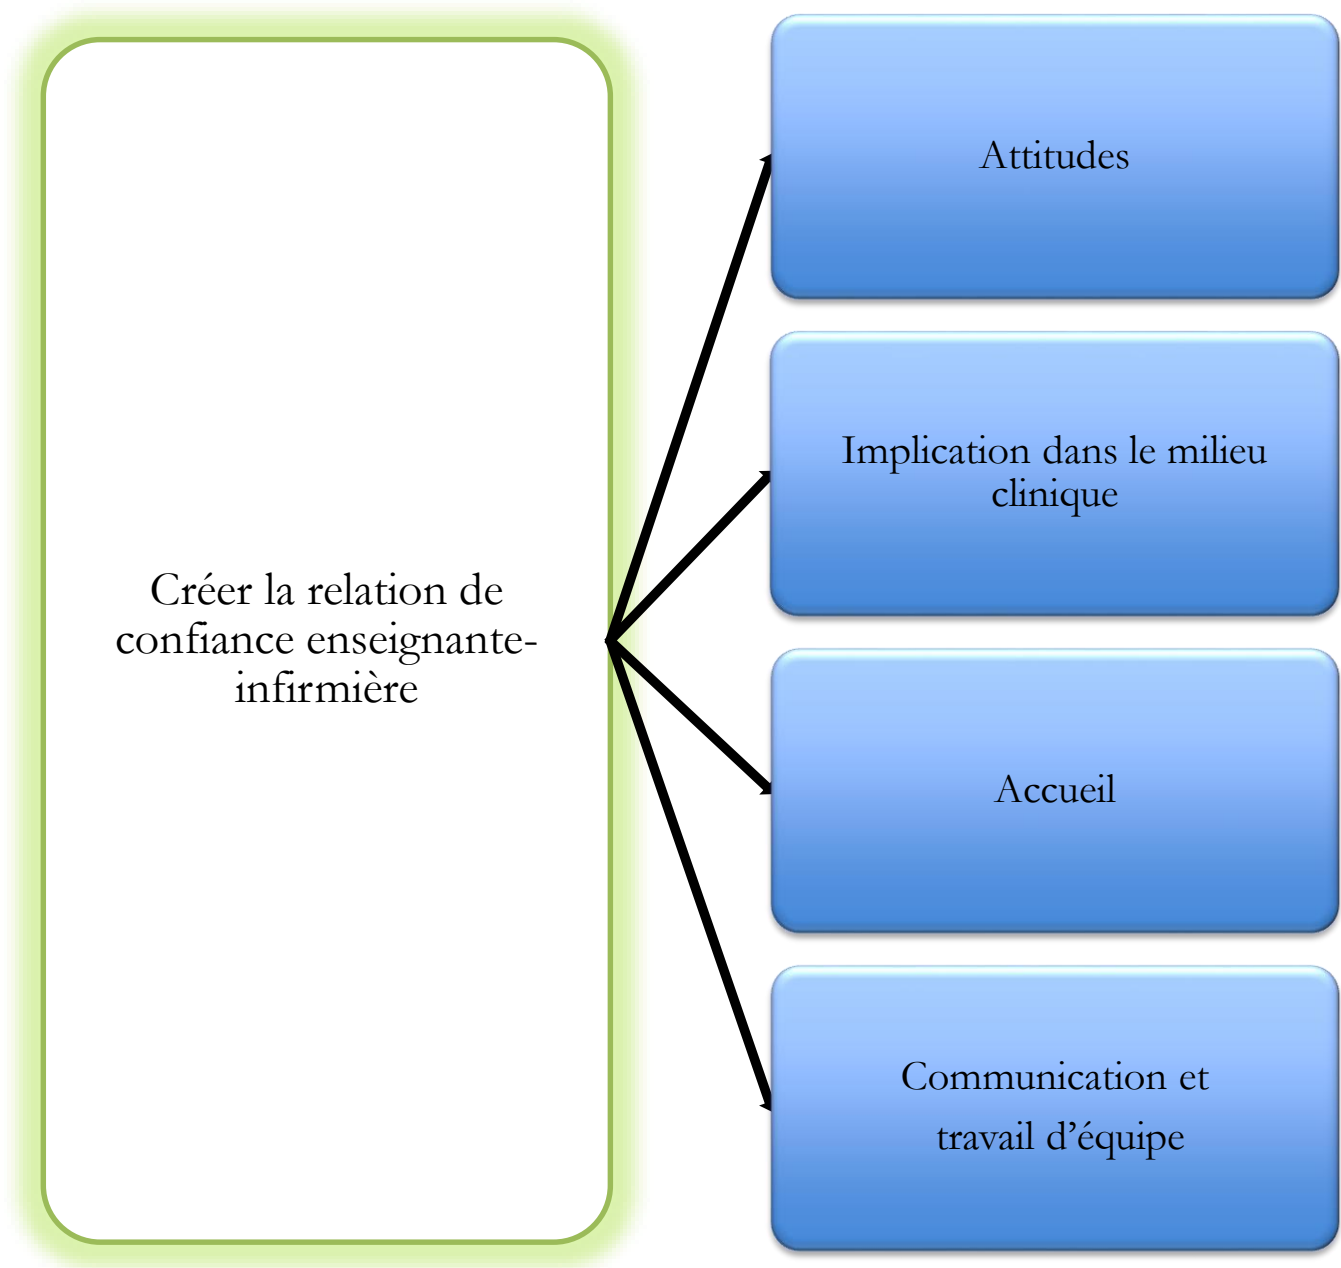 Créer la relation de
confiance enseignante-
infirmière
Attitudes
Implication dans le milieu
clinique
Accueil
Communication et
travail d’équipe